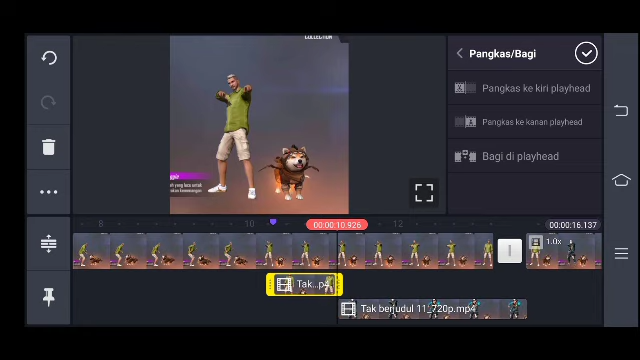 COLLECTION
Pangkas/Bagi
Pangkas ke kiri playhead
Pangkas ke kanan playhead
Bagi di playhead
8
10
00:00:10.926
12
00:00:16.137
1.0x
Tak...p4
Tak berjudul 11_720p.mp4